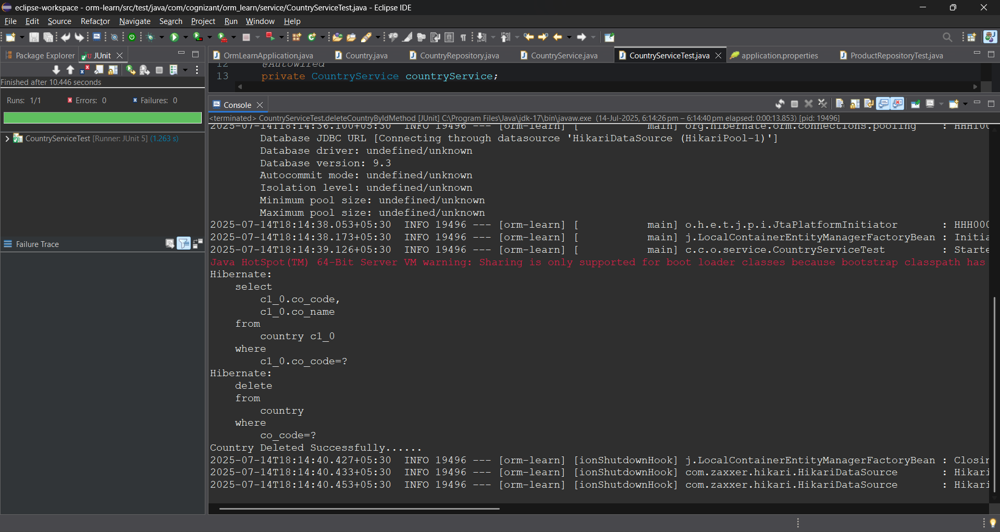 eclipse-workspace - orm-learn/src/test/java/com/cognizant/orm_learn/service/CountryServiceTest.java - Eclipse IDE
File Edit Source Refactor Navigate Search Project Run Window Help
Package Explorer JUnit
OrmLearnApplication.java Country.java CountryRepository.java CountryService.java CountryServiceTest.java application.properties ProductRepositoryTest.java
12 @Autowired
13 private CountryService countryService;
Finished after 10.446 seconds
Runs: 1/1 Errors: 0 Failures: 0
CountryServiceTest [Runner: JUnit 5] (1.263 s)
Failure Trace
Console
<terminated> CountryServiceTest.deleteCountryByIdMethod [JUnit] C:\Program Files\Java\jdk-17\bin\javaw.exe (14-Jul-2025, 6:14:26 pm – 6:14:40 pm elapsed: 0:00:13.853) [pid: 19496]
2025-07-14T18:14:36.100+05:30 INFO 19496 --- [orm-learn] [ main] org.hibernate.orm.connections.pooling : HHH100
Database JDBC URL [Connecting through datasource 'HikariDataSource (HikariPool-1)']
Database driver: undefined/unknown
Database version: 9.3
Autocommit mode: undefined/unknown
Isolation level: undefined/unknown
Minimum pool size: undefined/unknown
Maximum pool size: undefined/unknown
2025-07-14T18:14:38.053+05:30 INFO 19496 --- [orm-learn] [ main] o.h.e.t.j.p.i.JtaPlatformInitiator : HHH000
2025-07-14T18:14:38.173+05:30 INFO 19496 --- [orm-learn] [ main] j.LocalContainerEntityManagerFactoryBean : Initia
2025-07-14T18:14:39.126+05:30 INFO 19496 --- [orm-learn] [ main] c.c.o.service.CountryServiceTest : Starte
Java HotSpot(TM) 64-Bit Server VM warning: Sharing is only supported for boot loader classes because bootstrap classpath has
Hibernate:
select
c1_0.co_code,
c1_0.co_name
from
country c1_0
where
c1_0.co_code=?
Hibernate:
delete
from
country
where
co_code=?
Country Deleted Successfully......
2025-07-14T18:14:40.427+05:30 INFO 19496 --- [orm-learn] [ionShutdownHook] j.LocalContainerEntityManagerFactoryBean : Closin
2025-07-14T18:14:40.433+05:30 INFO 19496 --- [orm-learn] [ionShutdownHook] com.zaxxer.hikari.HikariDataSource : Hikari
2025-07-14T18:14:40.453+05:30 INFO 19496 --- [orm-learn] [ionShutdownHook] com.zaxxer.hikari.HikariDataSource : Hikari